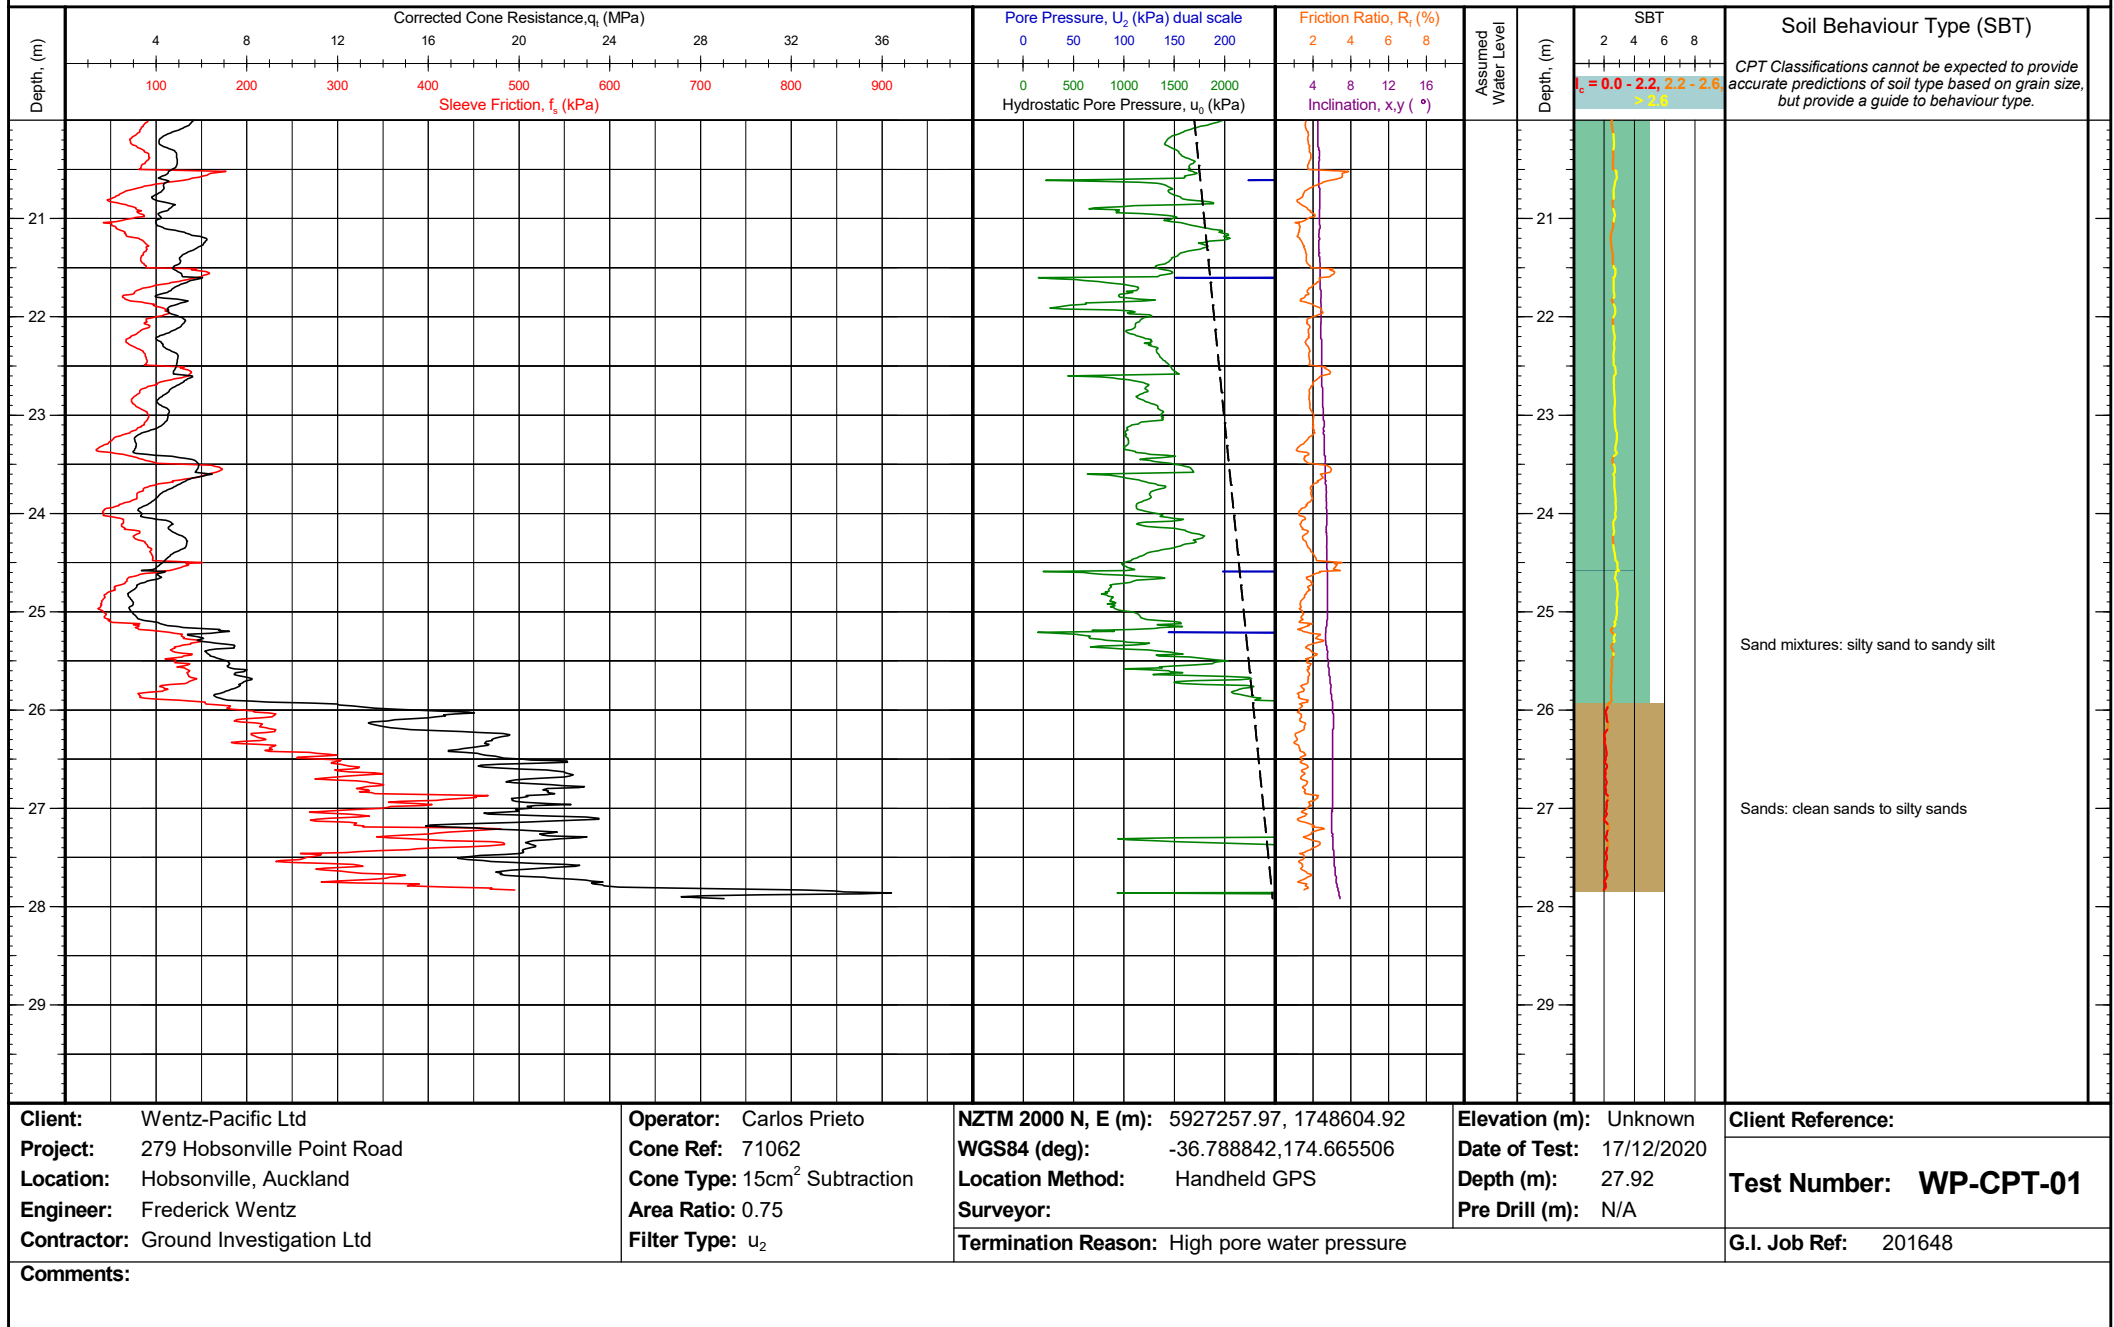 Corrected Cone Resistance,qt (MPa)
4 8 12 16 20 24 28 32 36
100 200 300 400 500 600 700 800 900
Sleeve Friction, fs (kPa)
Depth, (m)
Pore Pressure, U2 (kPa) dual scale
0 50 100 150 200
0 500 1000 1500 2000
Hydrostatic Pore Pressure, u0 (kPa)
Friction Ratio, Rf (%)
2 4 6 8
4 8 12 16
Inclination, x,y ( °)
Assumed
Water Level
Depth, (m)
SBT
2 4 6 8
Ic = 0.0 - 2.2, 2.2 - 2.6,
> 2.6
Soil Behaviour Type (SBT)
CPT Classifications cannot be expected to provide
accurate predictions of soil type based on grain size,
but provide a guide to behaviour type.
21 21
22 22
23 23
24 24
25 25
Sand mixtures: silty sand to sandy silt
26 26
27 27
Sands: clean sands to silty sands
28 28
29 29
Client: Wentz-Pacific Ltd
Project: 279 Hobsonville Point Road
Location: Hobsonville, Auckland
Engineer: Frederick Wentz
Contractor: Ground Investigation Ltd
Operator: Carlos Prieto
Cone Ref: 71062
Cone Type: 15cm2 Subtraction
Area Ratio: 0.75
Filter Type: u2
NZTM 2000 N, E (m): 5927257.97, 1748604.92
WGS84 (deg): -36.788842,174.665506
Location Method: Handheld GPS
Surveyor:
Termination Reason: High pore water pressure
Elevation (m): Unknown
Date of Test: 17/12/2020
Depth (m): 27.92
Pre Drill (m): N/A
Client Reference:
Test Number: WP-CPT-01
G.I. Job Ref: 201648
Comments: